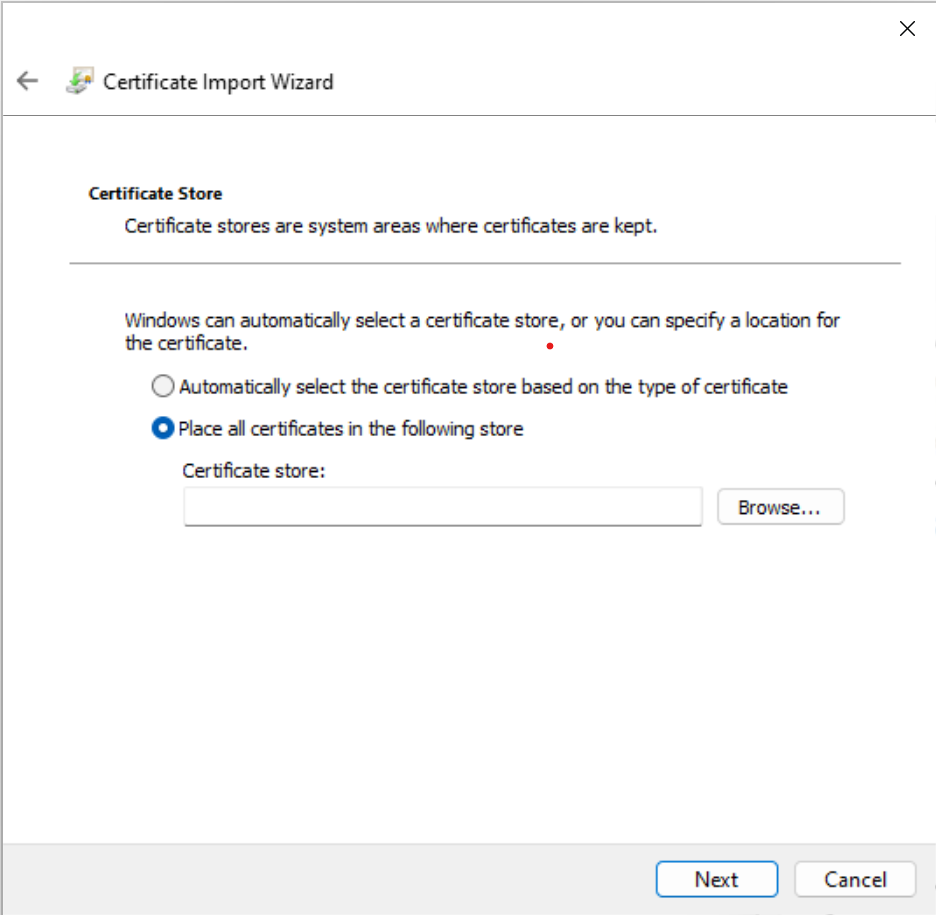 Certificate Import Wizard
Certificate Store
Certificate stores are system areas where certificates are kept.
Windows can automatically select a certificate store, or you can specify a location for
the certificate.
Automatically select the certificate store based on the type of certificate
Place all certificates in the following store
Certificate store:
Browse...
Next
Cancel